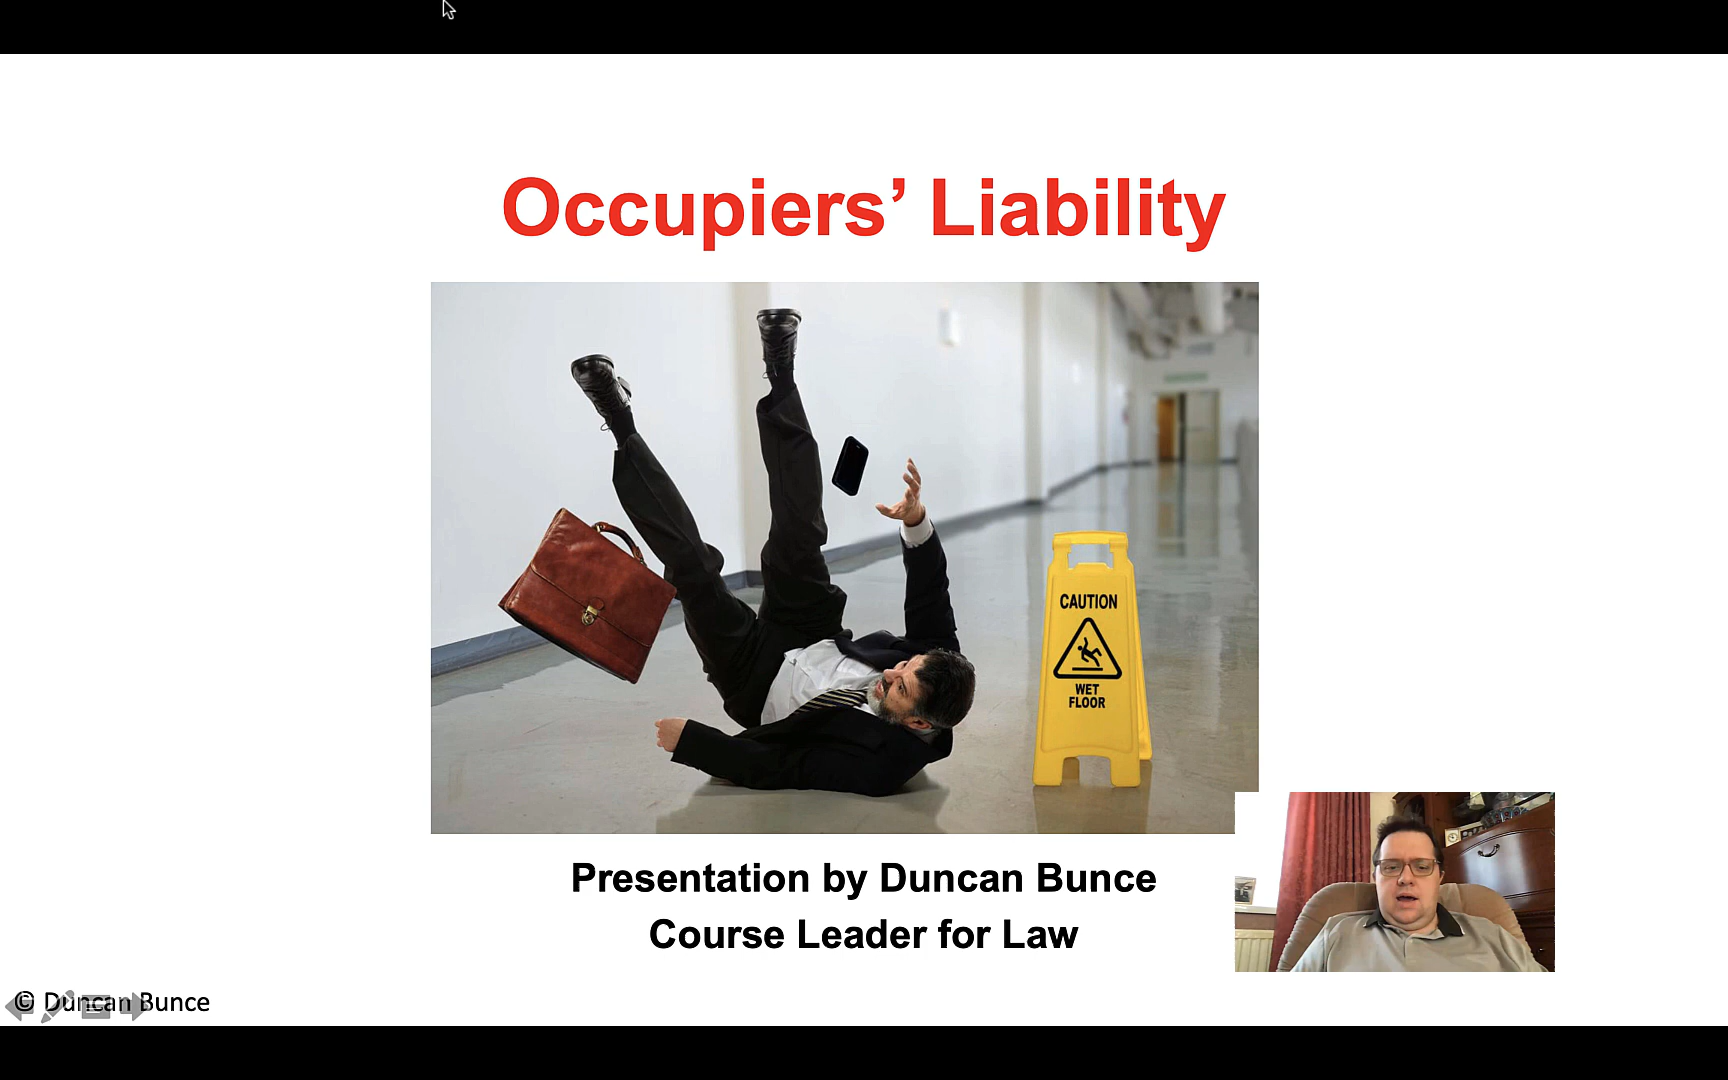 Occupiers’ Liability
CAUTION
WET
FLOOR
Presentation by Duncan Bunce
Course Leader for Law
© Duncan Bunce